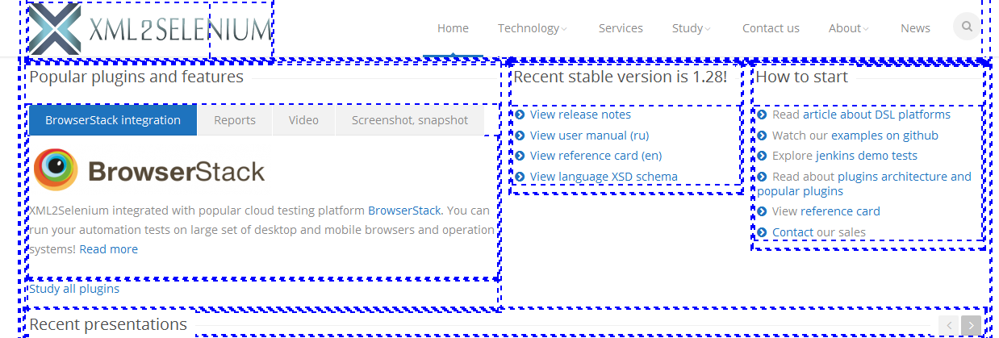 XML2SELENIUM
Home Technology Services Study Contact us About News
Popular plugins and features
BrowserStack integration Reports Video Screenshot, snapshot
BrowserStack
XML2Selenium integrated with popular cloud testing platform BrowserStack. You can
run your automation tests on large set of desktop and mobile browsers and operation
systems! Read more
Study all plugins
Recent stable version is 1.28!
View release notes
View user manual (ru)
View reference card (en)
View language XSD schema
How to start
Read article about DSL platforms
Watch our examples on github
Explore jenkins demo tests
Read about plugins architecture and
popular plugins
View reference card
Contact our sales
Recent presentations